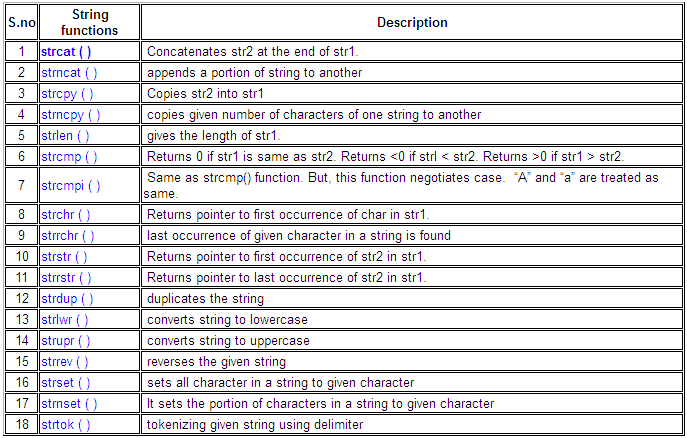 S.no String functions Description
1 strcat ( ) Concatenates str2 at the end of str1.
2 strncat ( ) appends a portion of string to another
3 strcpy ( ) Copies str2 into str1
4 strncpy ( ) copies given number of characters of one string to another
5 strlen ( ) gives the length of str1.
6 strcmp ( ) Returns 0 if str1 is same as str2. Returns <0 if strl < str2. Returns >0 if str1 > str2.
7 strcmpi ( ) Same as strcmp() function. But, this function negotiates case.  “A” and “a” are treated as
same.
8 strchr ( ) Returns pointer to first occurrence of char in str1.
9 strrchr ( ) last occurrence of given character in a string is found
10 strstr ( ) Returns pointer to first occurrence of str2 in str1.
11 strrstr ( ) Returns pointer to last occurrence of str2 in str1.
12 strdup ( ) duplicates the string
13 strlwr ( ) converts string to lowercase
14 strupr ( ) converts string to uppercase
15 strrev ( ) reverses the given string
16 strset ( ) sets all character in a string to given character
17 strnset ( ) It sets the portion of characters in a string to given character
18 strtok ( ) tokenizing given string using delimiter